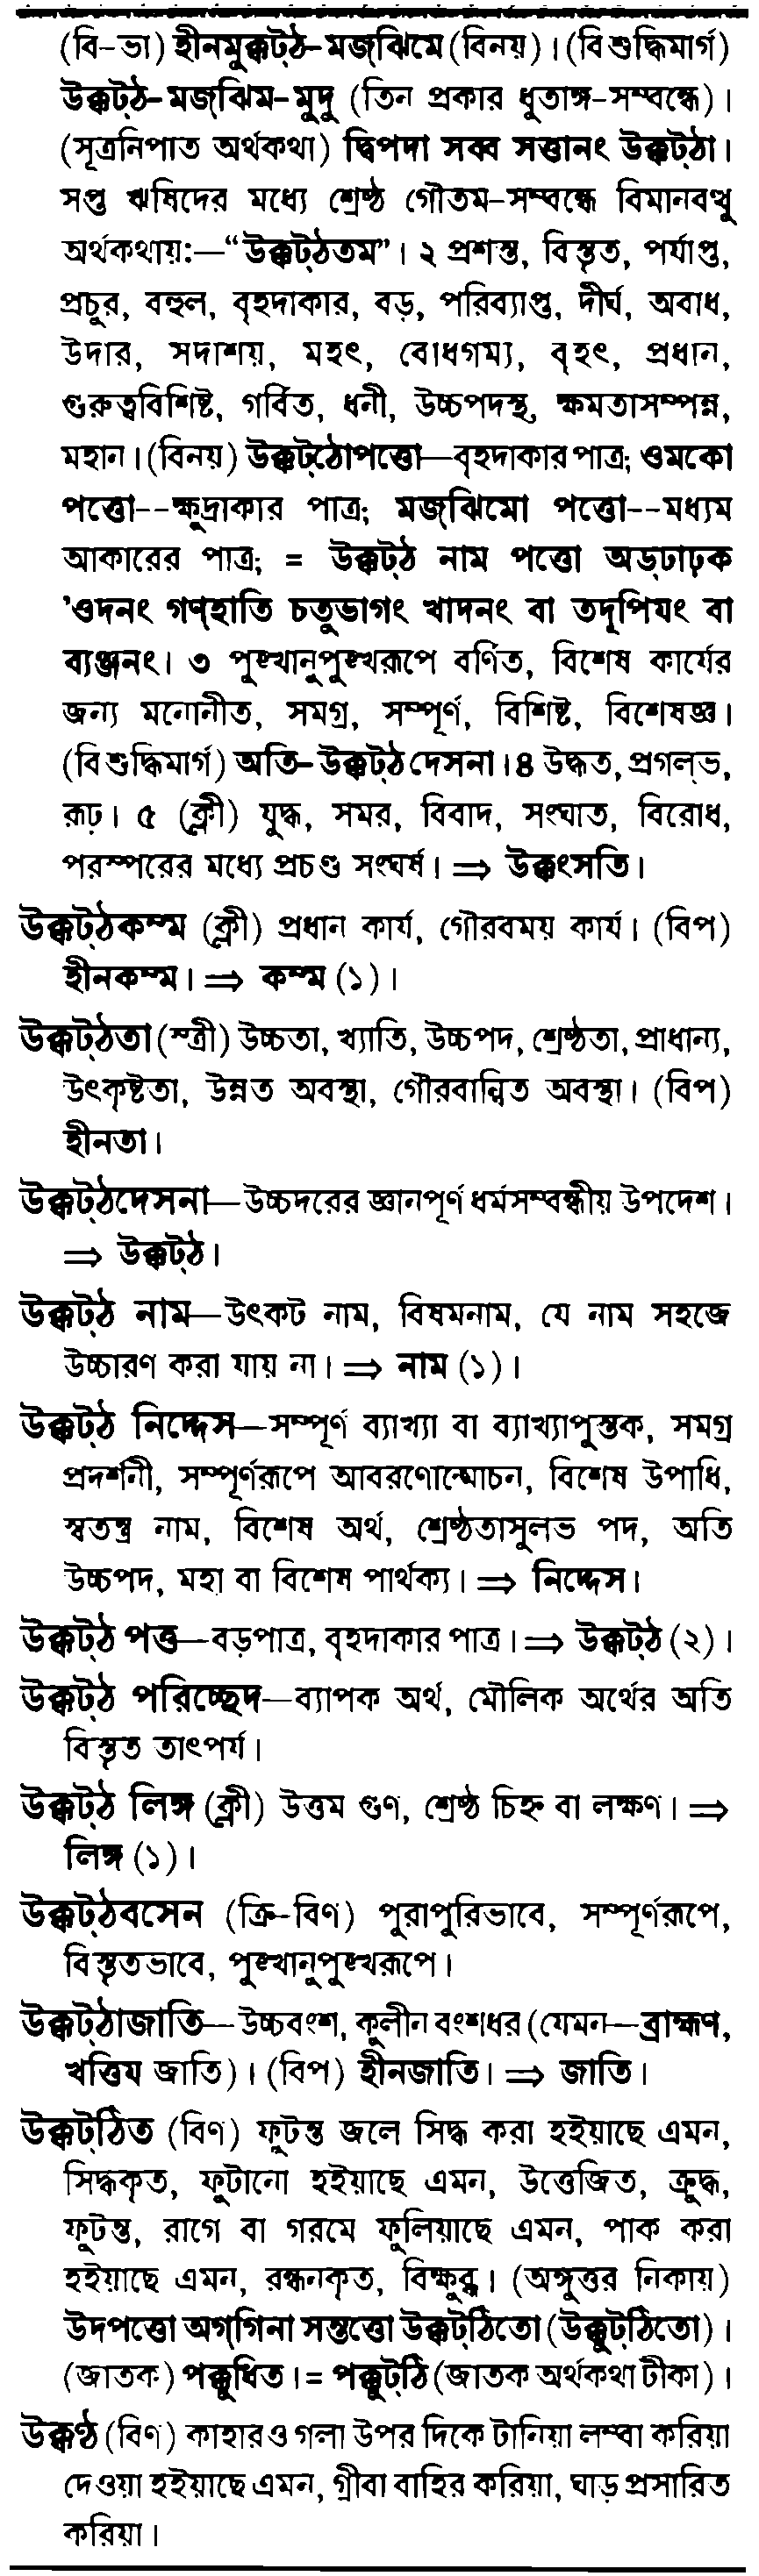 (বি-ভা) হীনমুক্কট্ঠ-মজ্ঝিমে (বিনয়)। (বিশুদ্ধিমার্গ)
উক্কট্ঠ-মজ্ঝিম-মুদু (তিন প্রকার ধুতাঙ্গ-সম্বন্ধে)।
(সূত্রনিপাত অর্থকথা) দ্বিপদা সব্ব সত্তানং উক্কট্ঠা।
সপ্ত ঋষিদের মধ্যে শ্রেষ্ঠ গৌতম-সম্বন্ধে বিমানবত্থু
অর্থকথায়:—“উক্কট্ঠতম”। ২ প্রশস্ত, বিস্তৃত, পর্যাপ্ত,
প্রচুর, বহুল, বৃহদাকার, বড়, পরিব্যাপ্ত, দীর্ঘ, অবাধ,
উদার, সদাশয়, মহৎ, বোধগম্য, বৃহৎ, প্রধান,
গুরুত্ববিশিষ্ট, গর্বিত, ধনী, উচ্চপদস্থ, ক্ষমতাসম্পন্ন,
মহান। (বিনয়) উক্কট্ঠোপত্তো—বৃহদাকার পাত্র; ওমকো
পত্তো--ক্ষুদ্রাকার পাত্র; মজ্ঝিমো পত্তো--মধ্যম
আকারের পাত্র; = উক্কট্ঠ নাম পত্তো অড্ঢাঢ়ক
'ওদনং গণ্হাতি চতুভাগং খাদনং বা তদূপিযং বা
ব্যঞ্জনং। ৩ পুঙ্খানুপুঙ্খরূপে বর্ণিত, বিশেষ কার্যের
জন্য মনোনীত, সমগ্র, সম্পূর্ণ, বিশিষ্ট, বিশেষজ্ঞ।
(বিশুদ্ধিমার্গ) অতি-উক্কট্ঠ দেসনা। ৪ উদ্ধত, প্রগল্ভ,
রূঢ়। ৫ (ক্লী) যুদ্ধ, সমর, বিবাদ, সংঘাত, বিরোধ,
পরস্পরের মধ্যে প্রচণ্ড সংঘর্ষ। ⇒ উক্কংসতি।
উক্কট্ঠকম্ম (ক্লী) প্রধান কার্য, গৌরবময় কার্য। (বিপ)
হীনকম্ম। ⇒ কম্ম (১)।
উক্কট্ঠতা (স্ত্রী) উচ্চতা, খ্যাতি, উচ্চপদ, শ্রেষ্ঠতা, প্রাধান্য,
উৎকৃষ্টতা, উন্নত অবস্থা, গৌরবান্বিত অবস্থা। (বিপ)
হীনতা।
উক্কট্ঠদেসনা—উচ্চদরের জ্ঞানপূর্ণ ধর্মসম্বন্ধীয় উপদেশ।
⇒ উক্কট্ঠ।
উক্কট্ঠ নাম—উৎকট নাম, বিষমনাম, যে নাম সহজে
উচ্চারণ করা যায় না। ⇒ নাম (১)।
উক্কট্ঠ নিদ্দেস—সম্পূর্ণ ব্যাখ্যা বা ব্যাখ্যাপুস্তক, সমগ্র
প্রদর্শনী, সম্পূর্ণরূপে আবরণোন্মোচন, বিশেষ উপাধি,
স্বতন্ত্র নাম, বিশেষ অর্থ, শ্রেষ্ঠতাসুলভ পদ, অতি
উচ্চপদ, মহা বা বিশেষ পার্থক্য। ⇒ নিদ্দেস।
উক্কট্ঠ পত্ত—বড়পাত্র, বৃহদাকার পাত্র। ⇒ উক্কট্ঠ (২)।
উক্কট্ঠ পরিচ্ছেদ—ব্যাপক অর্থ, মৌলিক অর্থের অতি
বিস্তৃত তাৎপর্য।
উক্কট্ঠ লিঙ্গ (ক্লী) উত্তম গুণ, শ্রেষ্ঠ চিহ্ন বা লক্ষণ। ⇒
লিঙ্গ (১)।
উক্কট্ঠবসেন (ক্রি-বিণ) পুরাপুরিভাবে, সম্পূর্ণরূপে,
বিস্তৃতভাবে, পুঙ্খানুপুঙ্খরূপে।
উক্কট্ঠাজাতি—উচ্চবংশ, কুলীন বংশধর (যেমন—ব্রাহ্মণ,
খত্তিয জাতি)। (বিপ) হীনজাতি। ⇒ জাতি।
উক্কট্ঠিত (বিণ) ফুটন্ত জলে সিদ্ধ করা হইয়াছে এমন,
সিদ্ধকৃত, ফুটানো হইয়াছে এমন, উত্তেজিত, ক্রুদ্ধ,
ফুটন্ত, রাগে বা গরমে ফুলিয়াছে এমন, পাক করা
হইয়াছে এমন, রন্ধনকৃত, বিক্ষুব্ধ। (অঙ্গুত্তর নিকায়)
উদপত্তো অগ্গিনা সন্তত্তো উক্কট্ঠিতো (উক্কুট্ঠিতো)।
(জাতক) পক্কুধিত। = পক্কুট্ঠি (জাতক অর্থকথা টীকা)।
উক্কণ্ঠ (বিণ) কাহারও গলা উপর দিকে টানিয়া লম্বা করিয়া
দেওয়া হইয়াছে এমন, গ্রীবা বাহির করিয়া, ঘাড় প্রসারিত
করিয়া।